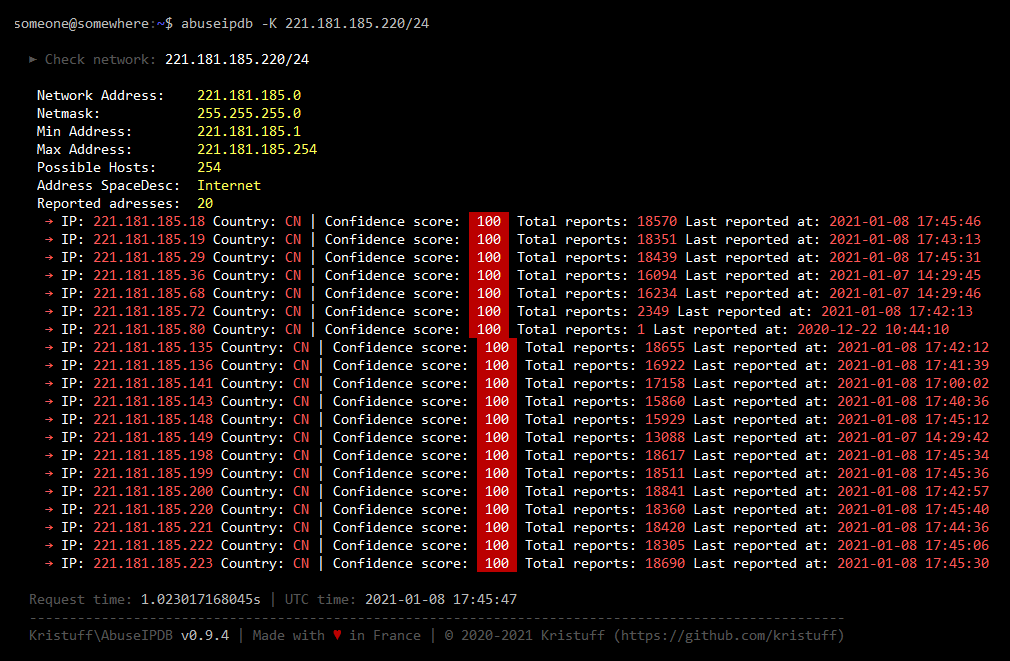 someone@somewhere:~$ abuseipdb -K 221.181.185.220/24
► Check network: 221.181.185.220/24
Network Address: 221.181.185.0
Netmask: 255.255.255.0
Min Address: 221.181.185.1
Max Address: 221.181.185.254
Possible Hosts: 254
Address SpaceDesc: Internet
Reported adresses: 20
→ IP: 221.181.185.18 Country: CN | Confidence score: 100 Total reports: 18570 Last reported at: 2021-01-08 17:45:46
→ IP: 221.181.185.19 Country: CN | Confidence score: 100 Total reports: 18351 Last reported at: 2021-01-08 17:43:13
→ IP: 221.181.185.29 Country: CN | Confidence score: 100 Total reports: 18439 Last reported at: 2021-01-08 17:45:31
→ IP: 221.181.185.36 Country: CN | Confidence score: 100 Total reports: 16094 Last reported at: 2021-01-07 14:29:45
→ IP: 221.181.185.68 Country: CN | Confidence score: 100 Total reports: 16234 Last reported at: 2021-01-07 14:29:46
→ IP: 221.181.185.72 Country: CN | Confidence score: 100 Total reports: 2349 Last reported at: 2021-01-08 17:42:13
→ IP: 221.181.185.80 Country: CN | Confidence score: 100 Total reports: 1 Last reported at: 2020-12-22 10:44:10
→ IP: 221.181.185.135 Country: CN | Confidence score: 100 Total reports: 18655 Last reported at: 2021-01-08 17:42:12
→ IP: 221.181.185.136 Country: CN | Confidence score: 100 Total reports: 16922 Last reported at: 2021-01-08 17:41:39
→ IP: 221.181.185.141 Country: CN | Confidence score: 100 Total reports: 17158 Last reported at: 2021-01-08 17:00:02
→ IP: 221.181.185.143 Country: CN | Confidence score: 100 Total reports: 15860 Last reported at: 2021-01-08 17:40:36
→ IP: 221.181.185.148 Country: CN | Confidence score: 100 Total reports: 15929 Last reported at: 2021-01-08 17:45:12
→ IP: 221.181.185.149 Country: CN | Confidence score: 100 Total reports: 13088 Last reported at: 2021-01-07 14:29:42
→ IP: 221.181.185.198 Country: CN | Confidence score: 100 Total reports: 18617 Last reported at: 2021-01-08 17:45:34
→ IP: 221.181.185.199 Country: CN | Confidence score: 100 Total reports: 18511 Last reported at: 2021-01-08 17:45:36
→ IP: 221.181.185.200 Country: CN | Confidence score: 100 Total reports: 18841 Last reported at: 2021-01-08 17:42:57
→ IP: 221.181.185.220 Country: CN | Confidence score: 100 Total reports: 18360 Last reported at: 2021-01-08 17:45:40
→ IP: 221.181.185.221 Country: CN | Confidence score: 100 Total reports: 18420 Last reported at: 2021-01-08 17:44:36
→ IP: 221.181.185.222 Country: CN | Confidence score: 100 Total reports: 18305 Last reported at: 2021-01-08 17:45:06
→ IP: 221.181.185.223 Country: CN | Confidence score: 100 Total reports: 18690 Last reported at: 2021-01-08 17:45:30
Request time: 1.023017168045s | UTC time: 2021-01-08 17:45:47
------------------------------------------------------------------------------------------------------
Kristuff\AbuseIPDB v0.9.4 | Made with ♥ in France | © 2020-2021 Kristuff (https://github.com/kristuff)